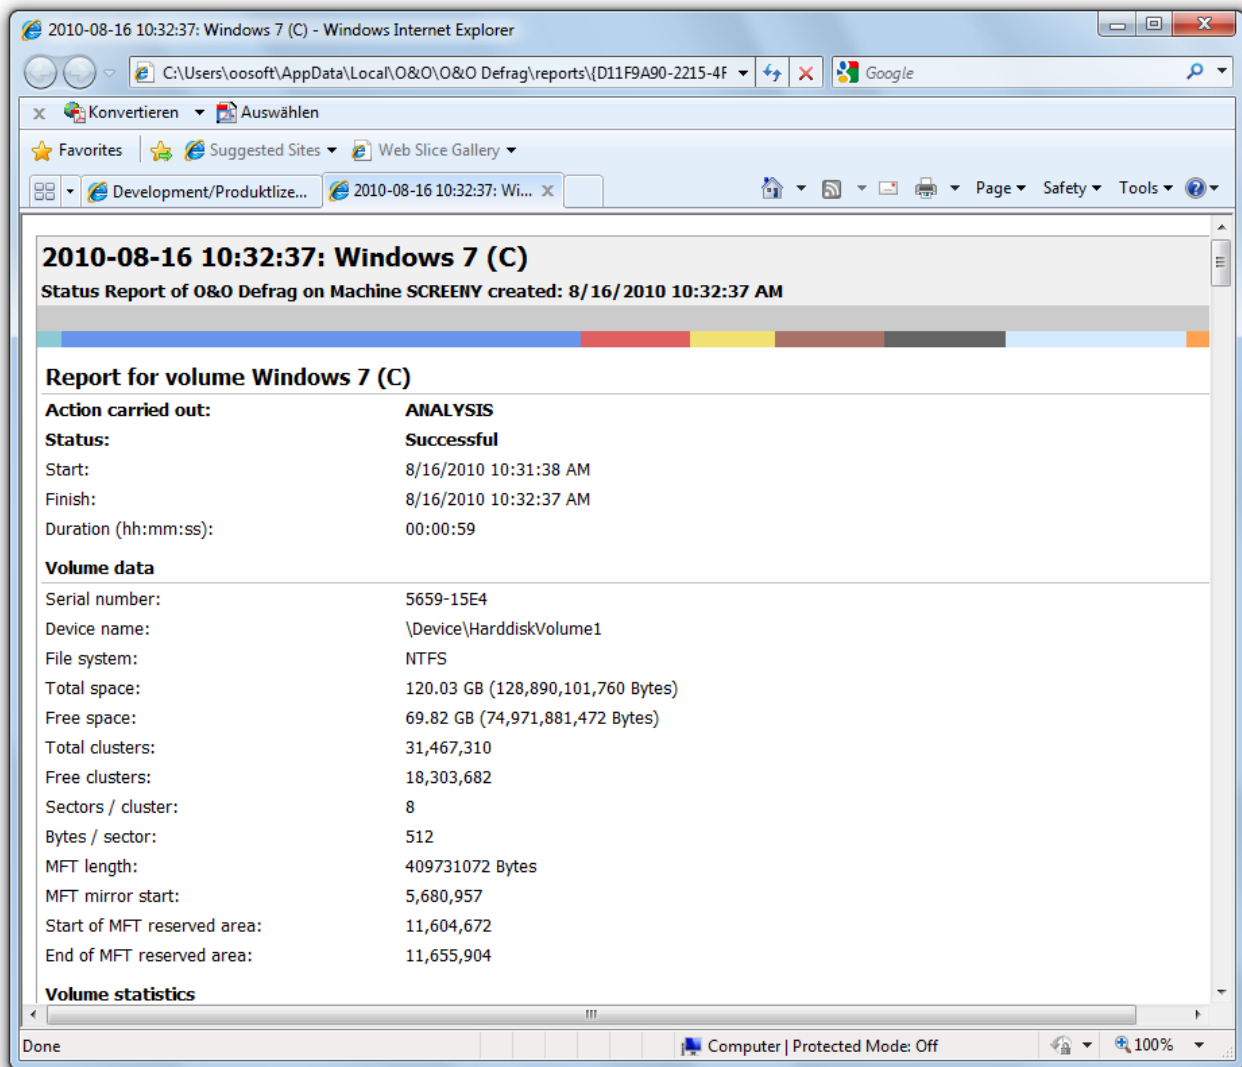 2010-08-16 10:32:37: Windows 7 (C) - Windows Internet Explorer
C:\Users\oosoft\AppData\Local\O&O\O&O Defrag\reports\{D11F9A90-2215-4F
Google
x Konvertieren Auswählen
Favorites Suggested Sites Web Slice Gallery
Development/Produktlize... 2010-08-16 10:32:37: Wi... x Page Safety Tools
2010-08-16 10:32:37: Windows 7 (C)
Status Report of O&O Defrag on Machine SCREENY created: 8/16/2010 10:32:37 AM
Report for volume Windows 7 (C)
Action carried out: ANALYSIS
Status: Successful
Start: 8/16/2010 10:31:38 AM
Finish: 8/16/2010 10:32:37 AM
Duration (hh:mm:ss): 00:00:59
Volume data
Serial number: 5659-15E4
Device name: \Device\HarddiskVolume1
File system: NTFS
Total space: 120.03 GB (128,890,101,760 Bytes)
Free space: 69.82 GB (74,971,881,472 Bytes)
Total clusters: 31,467,310
Free clusters: 18,303,682
Sectors / cluster: 8
Bytes / sector: 512
MFT length: 409731072 Bytes
MFT mirror start: 5,680,957
Start of MFT reserved area: 11,604,672
End of MFT reserved area: 11,655,904
Volume statistics
Done Computer | Protected Mode: Off 100%